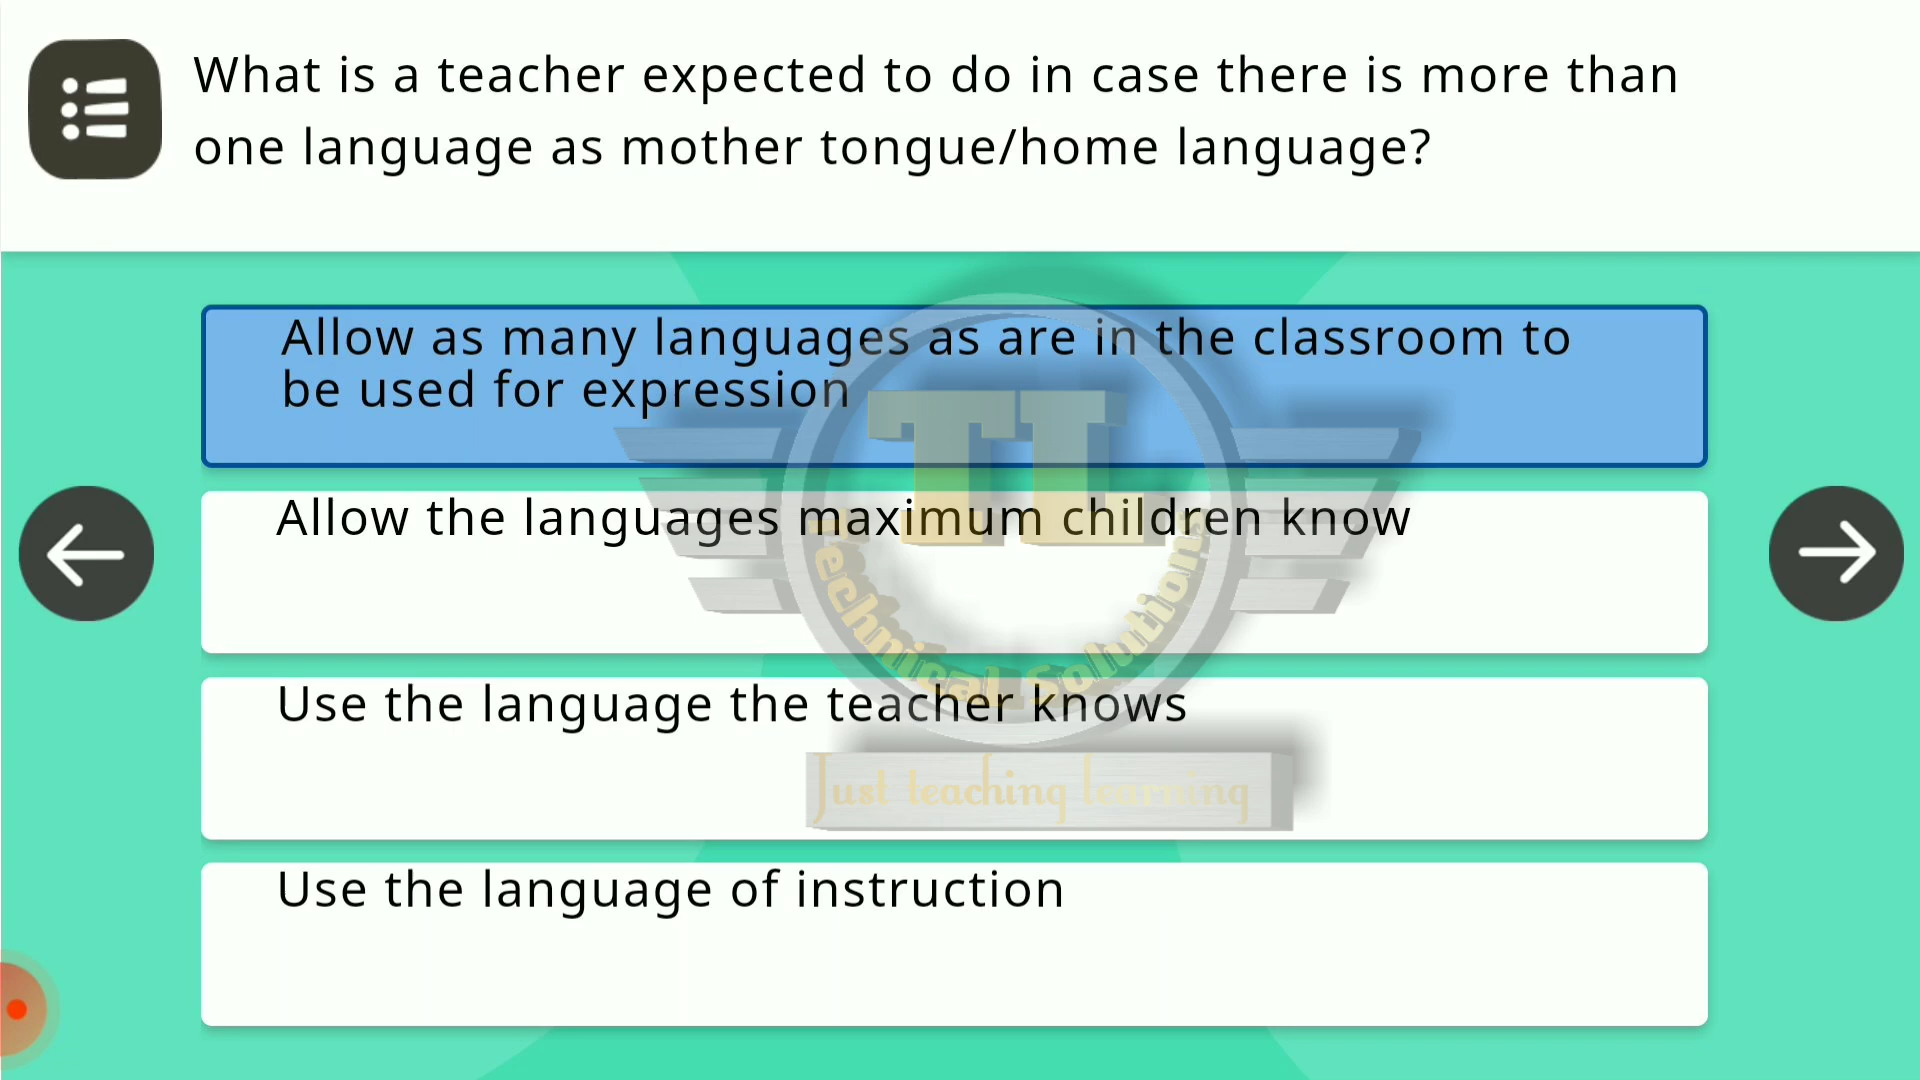 What is a teacher expected to do in case there is more than
one language as mother tongue/home language?
Allow as many languages as are in the classroom to
be used for expression
TL
Allow the languages maximum children know
Technical Solutions
Use the language the teacher knows
Just teaching learning
Use the language of instruction